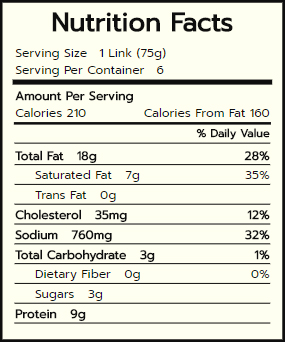 Nutrition Facts
Serving Size 1 Link (75g)
Serving Per Container 6
Amount Per Serving
Calories 210 Calories From Fat 160
% Daily Value
Total Fat 18g 28%
Saturated Fat 7g 35%
Trans Fat 0g
Cholesterol 35mg 12%
Sodium 760mg 32%
Total Carbohydrate 3g 1%
Dietary Fiber 0g 0%
Sugars 3g
Protein 9g